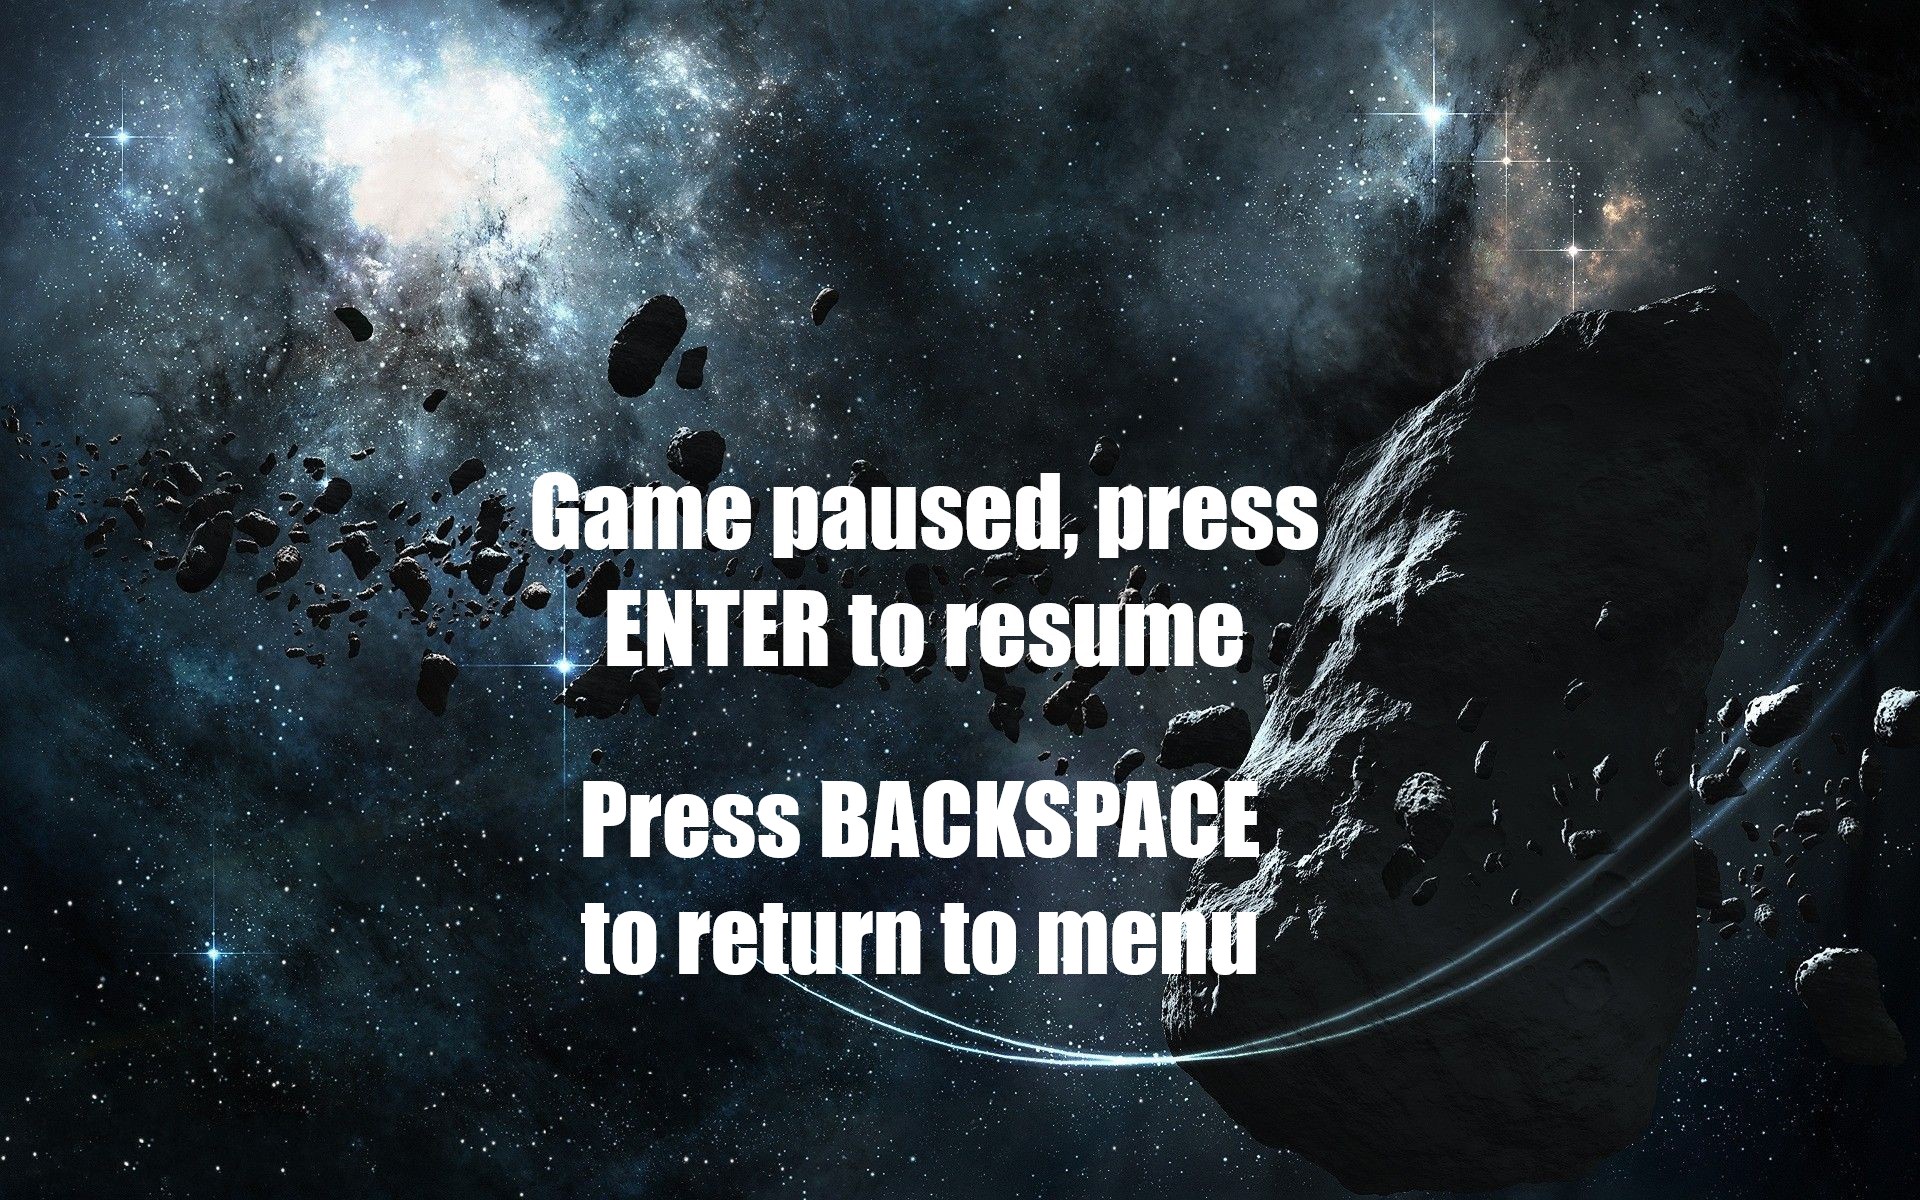 Game paused, press
ENTER to resume
Press BACKSPACE
to return to menu